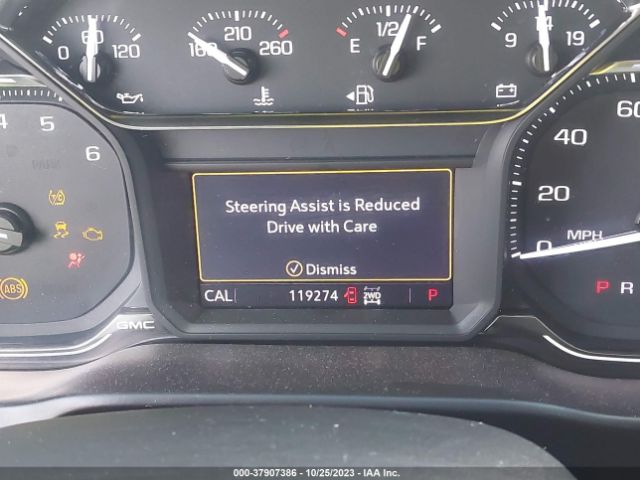 60
0 120
210
160 260
1/2
E F
14
9 19
4 5 6
60
40
20
0
MPH
Steering Assist is Reduced
Drive with Care
Dismiss
CAL 119274 2WD P
ABS
GMC
P R
000-37907386 - 10/25/2023 - IAA Inc.